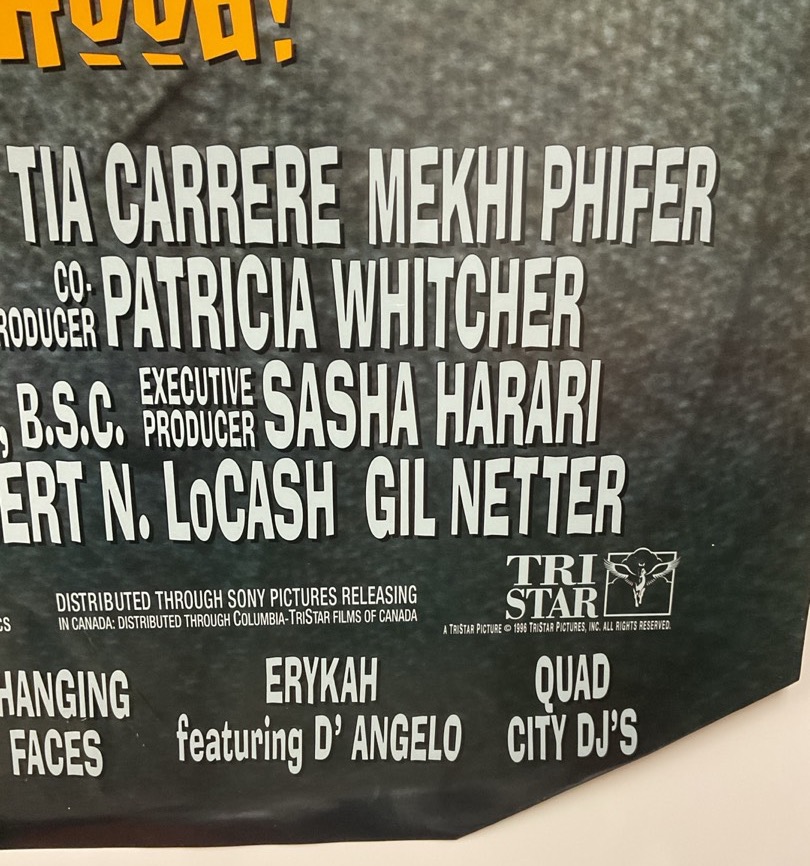 TIA CARRERE MEKHI PHIFER
CO-
RODUCER PATRICIA WHITCHER
, B.S.C. EXECUTIVE PRODUCER SASHA HARARI
ERT N. LoCASH GIL NETTER
DISTRIBUTED THROUGH SONY PICTURES RELEASING
IN CANADA: DISTRIBUTED THROUGH COLUMBIA-TRISTAR FILMS OF CANADA
CS
TRI
STAR
A TRISTAR PICTURE © 1996 TRISTAR PICTURES, INC. ALL RIGHTS RESERVED.
HANGING
FACES
ERYKAH
featuring D' ANGELO
QUAD
CITY DJ'S